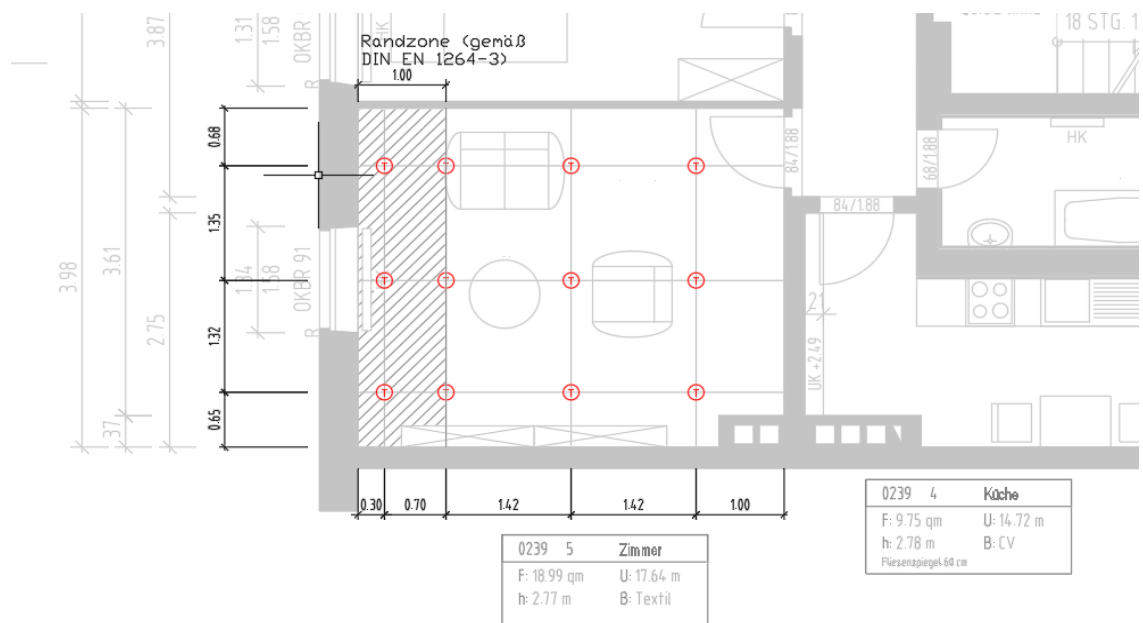 Randzone (gemäß
DIN EN 1264-3)
1.00
3.87
1.31
1.58
OKBR
R
HK
18 STG. 1
0.68
1.35
1.32
0.65
3.98
3.61
.37
2.75
1.34
1.58
OKBR 91
R
T
T
T
T
T
T
T
T
T
T
T
T
84/1.88
68/1.88
84/1.88
HK
21
UK +2.49
0.30
0.70
1.42
1.42
1.00
0239 5 Zimmer
F: 18.99 qm U: 17.64 m
h: 2.77 m B: Textil
0239 4 Küche
F: 9.75 qm U: 14.72 m
h: 2.78 m B: CV
Fliesenspiegel 60 cm